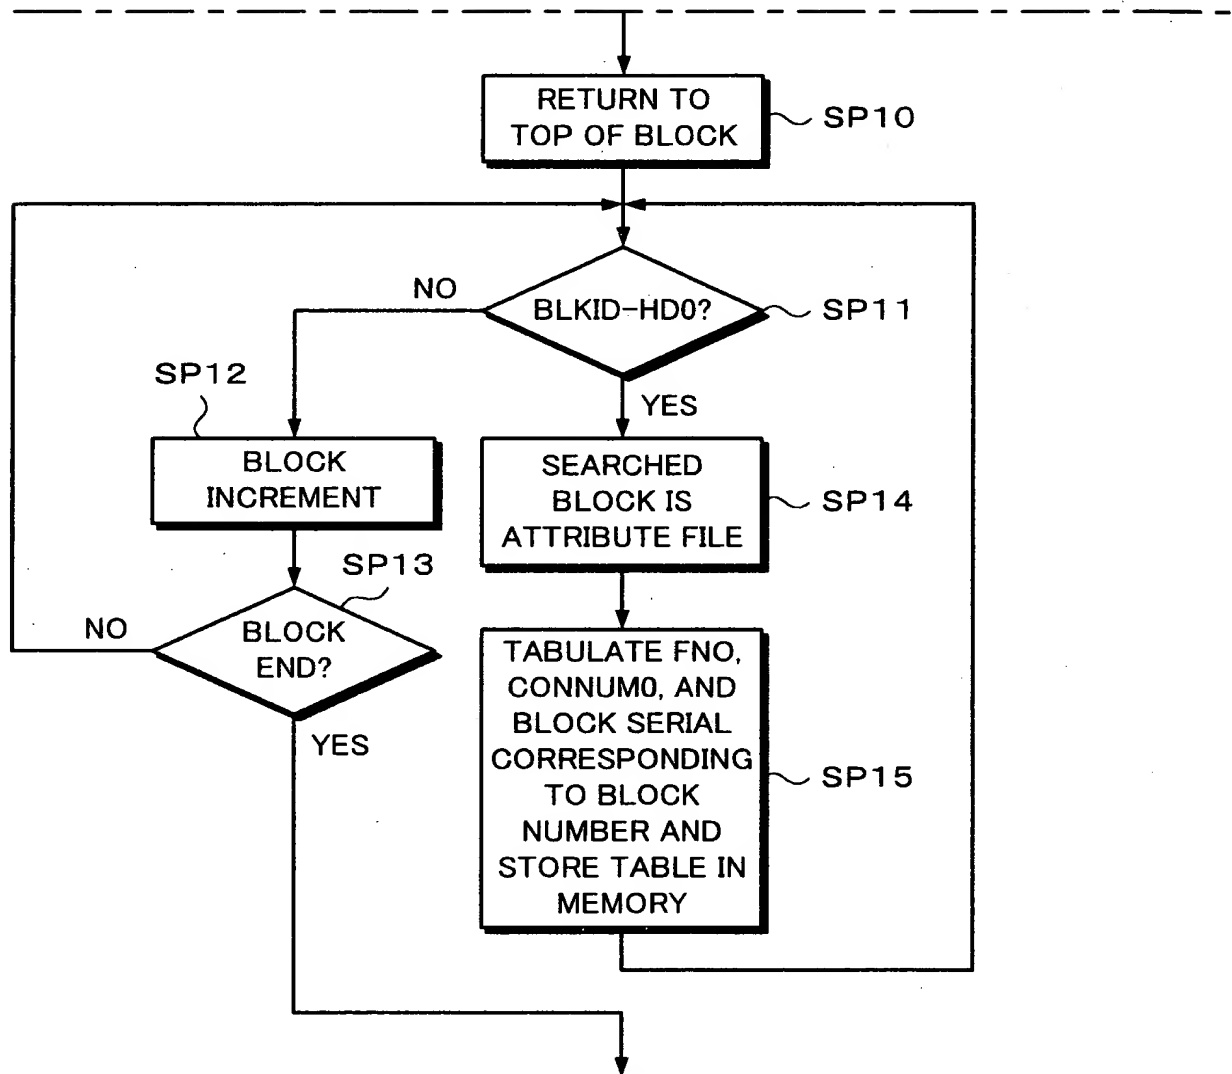 RETURN TO
TOP OF BLOCK
SP10
NO
BLKID-HD0?
SP11
YES
SP12
BLOCK
INCREMENT
SEARCHED
BLOCK IS
ATTRIBUTE FILE
SP14
SP13
NO
BLOCK
END?
YES
TABULATE FNO,
CONNUM0, AND
BLOCK SERIAL
CORRESPONDING
TO BLOCK
NUMBER AND
STORE TABLE IN
MEMORY
SP15